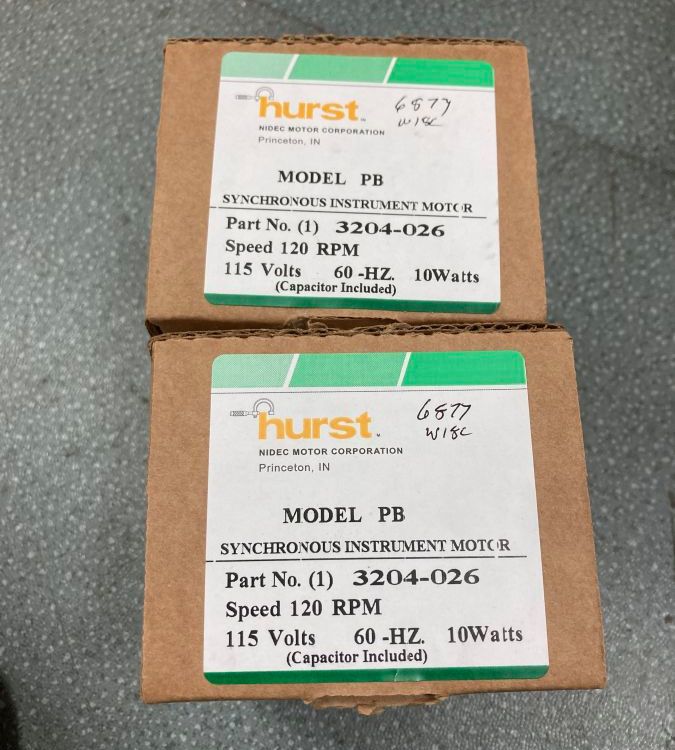 hurst
6877
W18C
NIDEC MOTOR CORPORATION
Princeton, IN
MODEL PB
SYNCHRONOUS INSTRUMENT MOTOR
Part No. (1) 3204-026
Speed 120 RPM
115 Volts 60 -HZ. 10Watts
(Capacitor Included)
hurst
6877
W18C
NIDEC MOTOR CORPORATION
Princeton, IN
MODEL PB
SYNCHRONOUS INSTRUMENT MOTOR
Part No. (1) 3204-026
Speed 120 RPM
115 Volts 60 -HZ. 10Watts
(Capacitor Included)